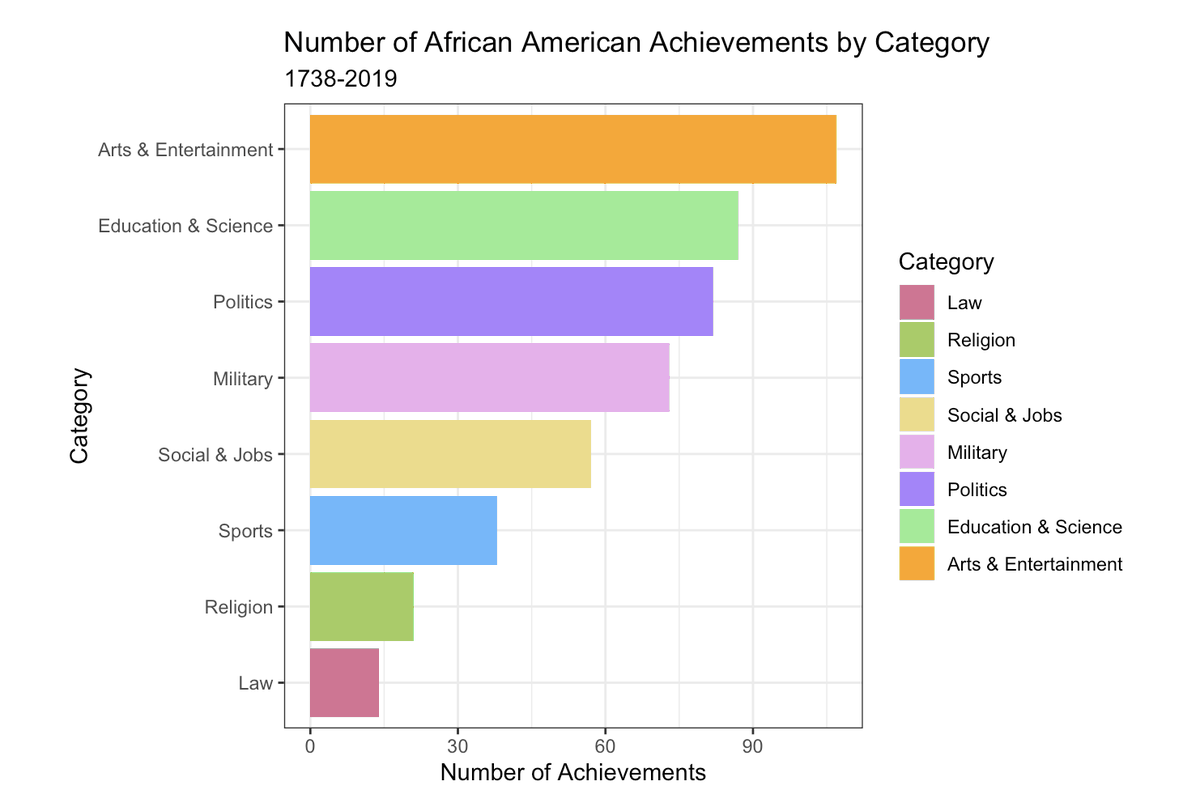 Number of African American Achievements by Category
1738-2019
Arts & Entertainment
Education & Science
Politics
Military
Social & Jobs
Sports
Religion
Law
Category
0 30 60 90
Number of Achievements
Category
Law
Religion
Sports
Social & Jobs
Military
Politics
Education & Science
Arts & Entertainment